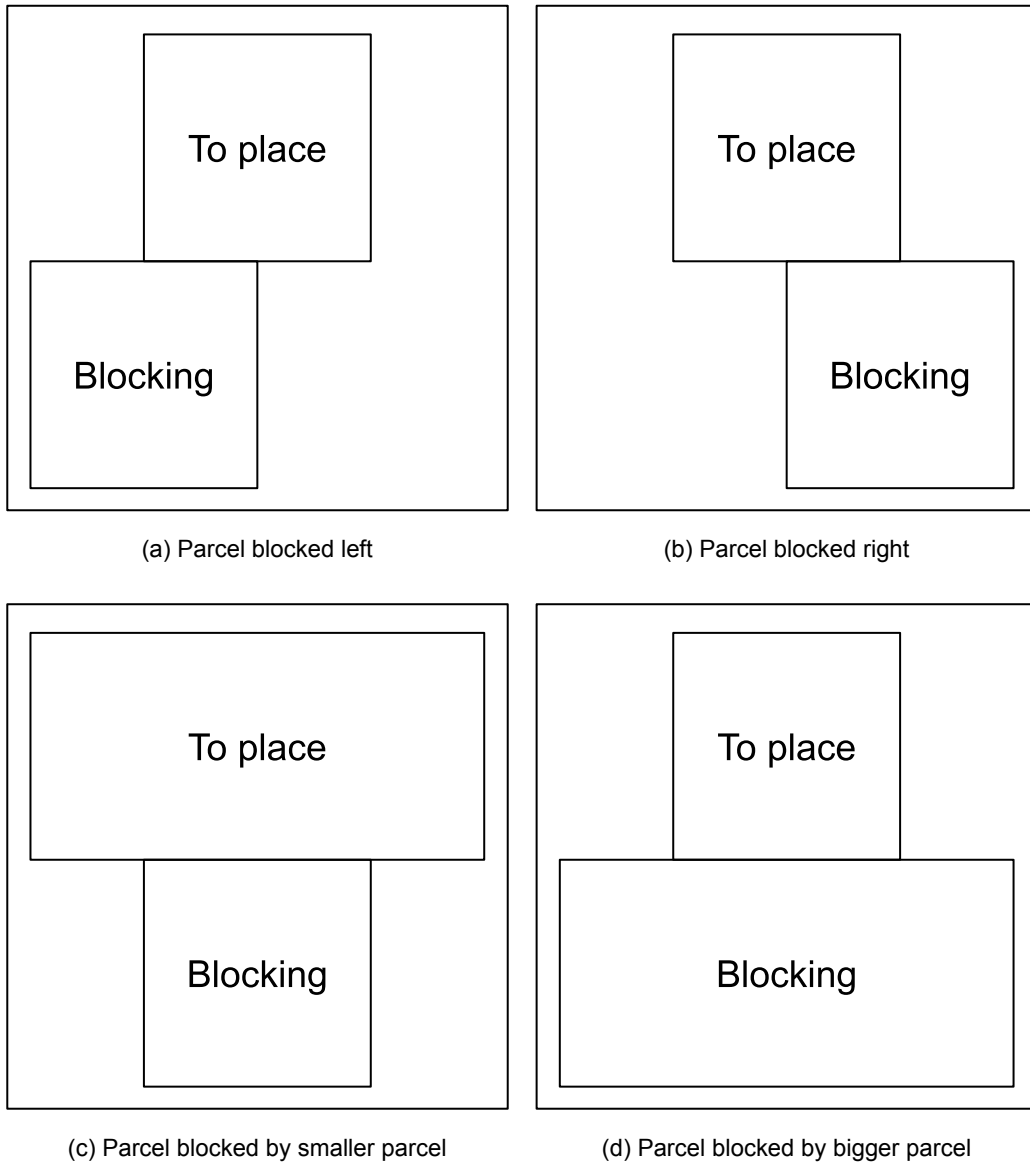 To place
To place
Blocking
Blocking
(a) Parcel blocked left
(b) Parcel blocked right
To place
To place
Blocking
Blocking
(c) Parcel blocked by smaller parcel
(d) Parcel blocked by bigger parcel